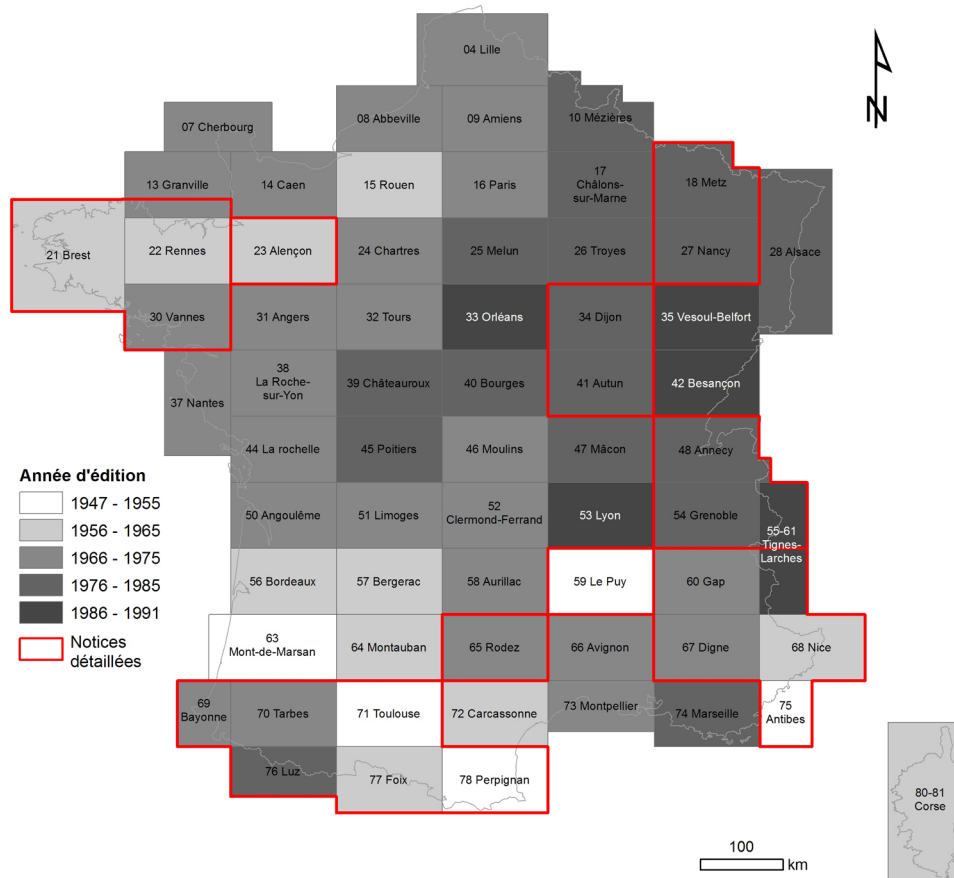 04 Lille
N
10 Mézières
08 Abbeville
09 Amiens
07 Cherbourg
13 Granville
14 Caen
15 Rouen
16 Paris
17
Châlons-
sur-Marne
18 Metz
21 Brest
22 Rennes
23 Alençon
24 Chartres
25 Melun
26 Troyes
27 Nancy
28 Alsace
30 Vannes
31 Angers
32 Tours
33 Orléans
34 Dijon
35 Vesoul-Belfort
37 Nantes
38
La Roche-
sur-Yon
39 Châteauroux
40 Bourges
41 Autun
42 Besançon
44 La rochelle
45 Poitiers
46 Moulins
47 Mâcon
48 Annecy
Année d'édition
1947 - 1955
1956 - 1965
1966 - 1975
1976 - 1985
1986 - 1991
Notices
détaillées
50 Angoulême
51 Limoges
52
Clermond-Ferrand
53 Lyon
54 Grenoble
55-61
Tignes-
Larches
56 Bordeaux
57 Bergerac
58 Aurillac
59 Le Puy
60 Gap
63
Mont-de-Marsan
64 Montauban
65 Rodez
66 Avignon
67 Digne
68 Nice
69
Bayonne
70 Tarbes
71 Toulouse
72 Carcassonne
73 Montpellier
74 Marseille
75
Antibes
76 Luz
77 Foix
78 Perpignan
80-81
Corse
100
km